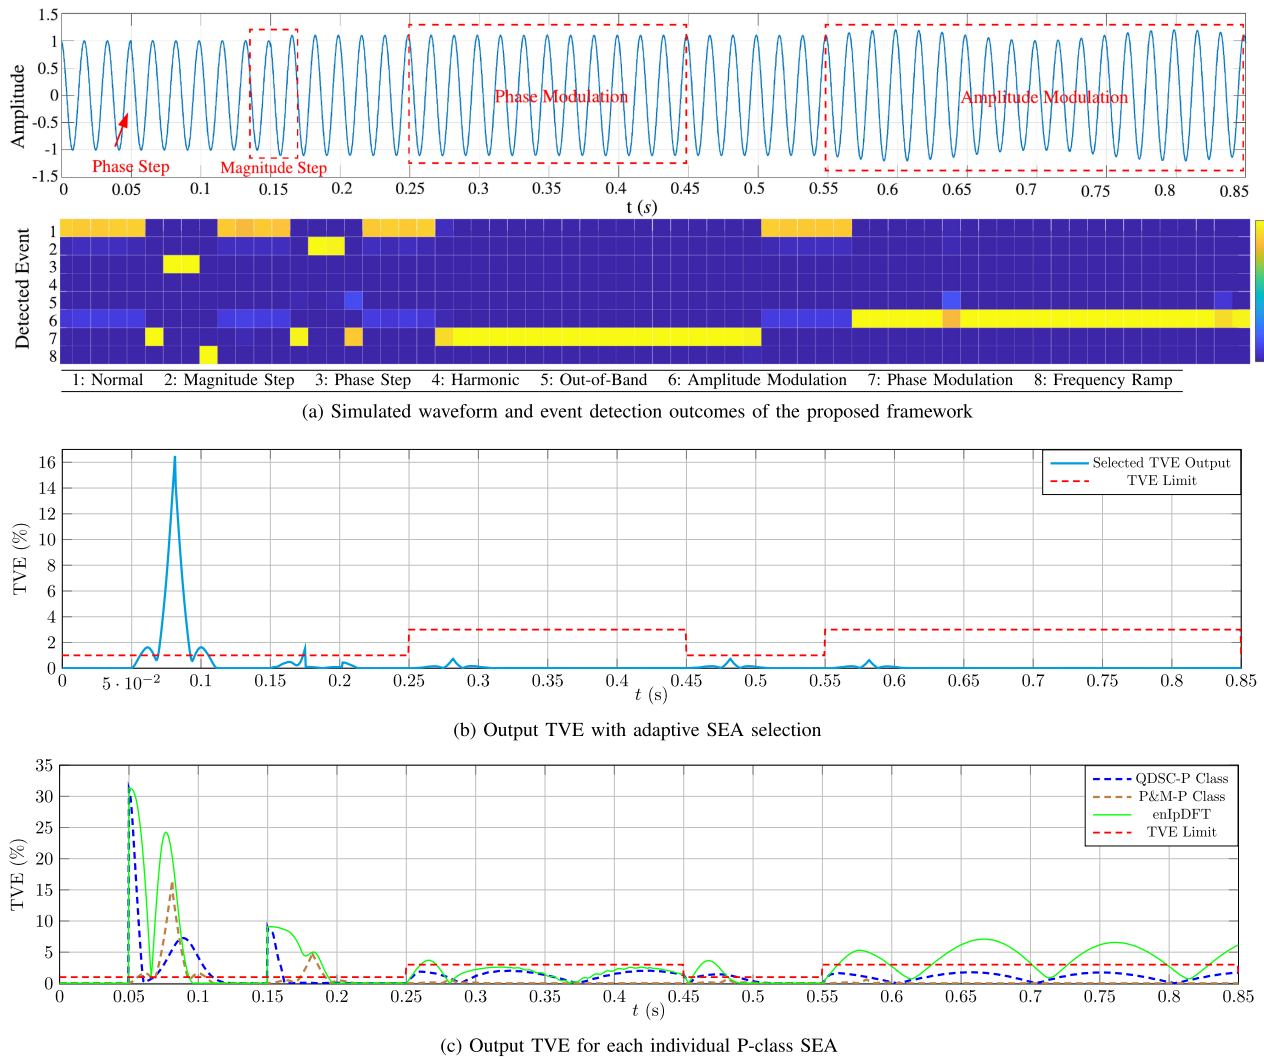 1.5
1
0.5
0
-0.5
-1
-1.5
Amplitude
Phase Step
Magnitude Step
Phase Modulation
Amplitude Modulation
0 0.05 0.1 0.15 0.2 0.25 0.3 0.35 0.4 0.45 0.5 0.55 0.6 0.65 0.7 0.75 0.8 0.85
t (s)
Detected Event
1
2
3
4
5
6
7
8
1: Normal 2: Magnitude Step 3: Phase Step 4: Harmonic 5: Out-of-Band 6: Amplitude Modulation 7: Phase Modulation 8: Frequency Ramp
(a) Simulated waveform and event detection outcomes of the proposed framework
16
14
12
10
8
6
4
2
0
TVE (%)
Selected TVE Output
TVE Limit
0 5 · 10⁻² 0.1 0.15 0.2 0.25 0.3 0.35 0.4 0.45 0.5 0.55 0.6 0.65 0.7 0.75 0.8 0.85
t (s)
(b) Output TVE with adaptive SEA selection
35
30
25
20
15
10
5
0
TVE (%)
QDSC-P Class
P&M-P Class
enIpDFT
TVE Limit
0 0.05 0.1 0.15 0.2 0.25 0.3 0.35 0.4 0.45 0.5 0.55 0.6 0.65 0.7 0.75 0.8 0.85
t (s)
(c) Output TVE for each individual P-class SEA